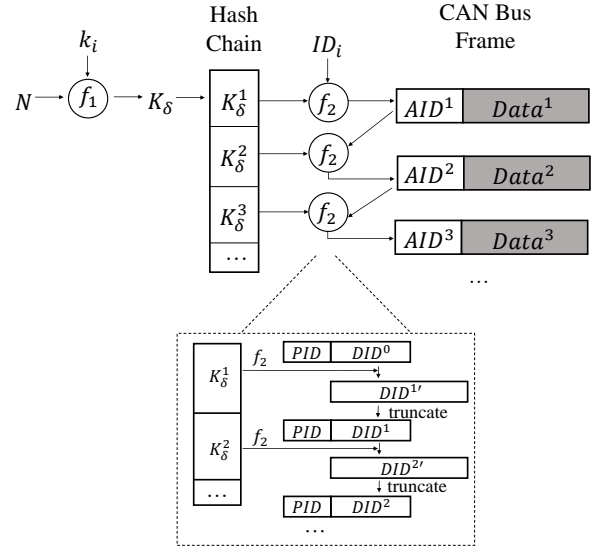 Hash
Chain
CAN Bus
Frame
k_i
ID_i
N
f_1
K_δ
K_δ^1
f_2
AID^1
Data^1
K_δ^2
f_2
AID^2
Data^2
K_δ^3
f_2
AID^3
Data^3
...
...
f_2
PID
DID^0
K_δ^1
DID^1′
truncate
f_2
PID
DID^1
K_δ^2
DID^2′
truncate
...
PID
DID^2
...